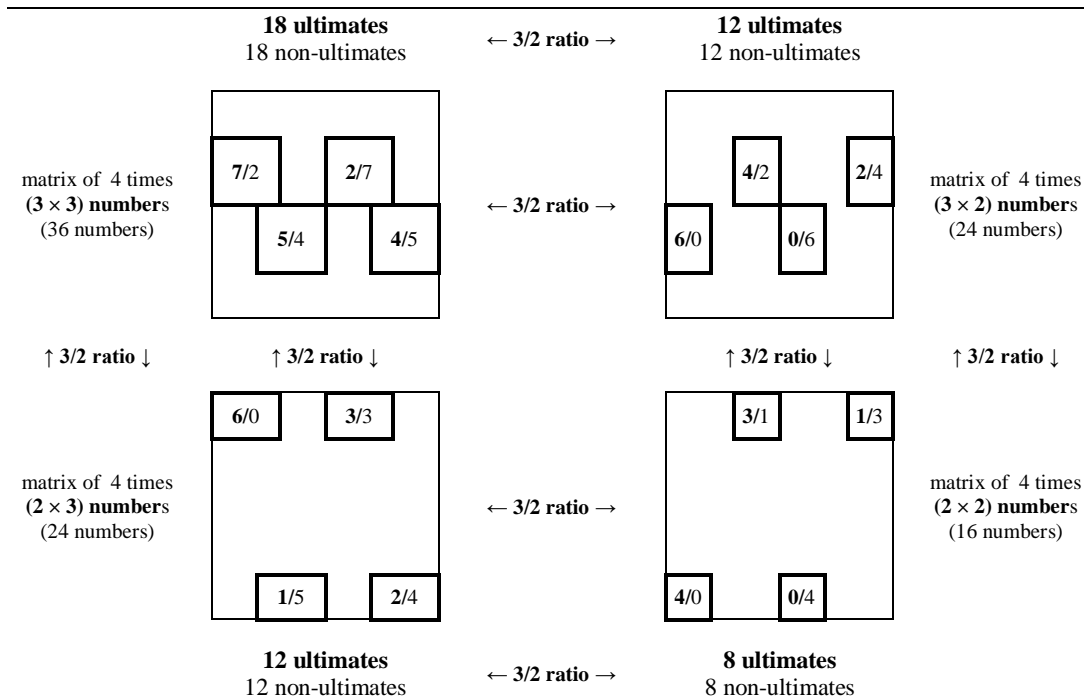 18 ultimates
18 non-ultimates
← 3/2 ratio →
12 ultimates
12 non-ultimates
matrix of 4 times
(3 × 3) numbers
(36 numbers)
7/2
2/7
5/4
4/5
← 3/2 ratio →
4/2
2/4
6/0
0/6
matrix of 4 times
(3 × 2) numbers
(24 numbers)
↑ 3/2 ratio ↓
↑ 3/2 ratio ↓
↑ 3/2 ratio ↓
↑ 3/2 ratio ↓
matrix of 4 times
(2 × 3) numbers
(24 numbers)
6/0
3/3
1/5
2/4
← 3/2 ratio →
3/1
1/3
4/0
0/4
matrix of 4 times
(2 × 2) numbers
(16 numbers)
12 ultimates
12 non-ultimates
← 3/2 ratio →
8 ultimates
8 non-ultimates